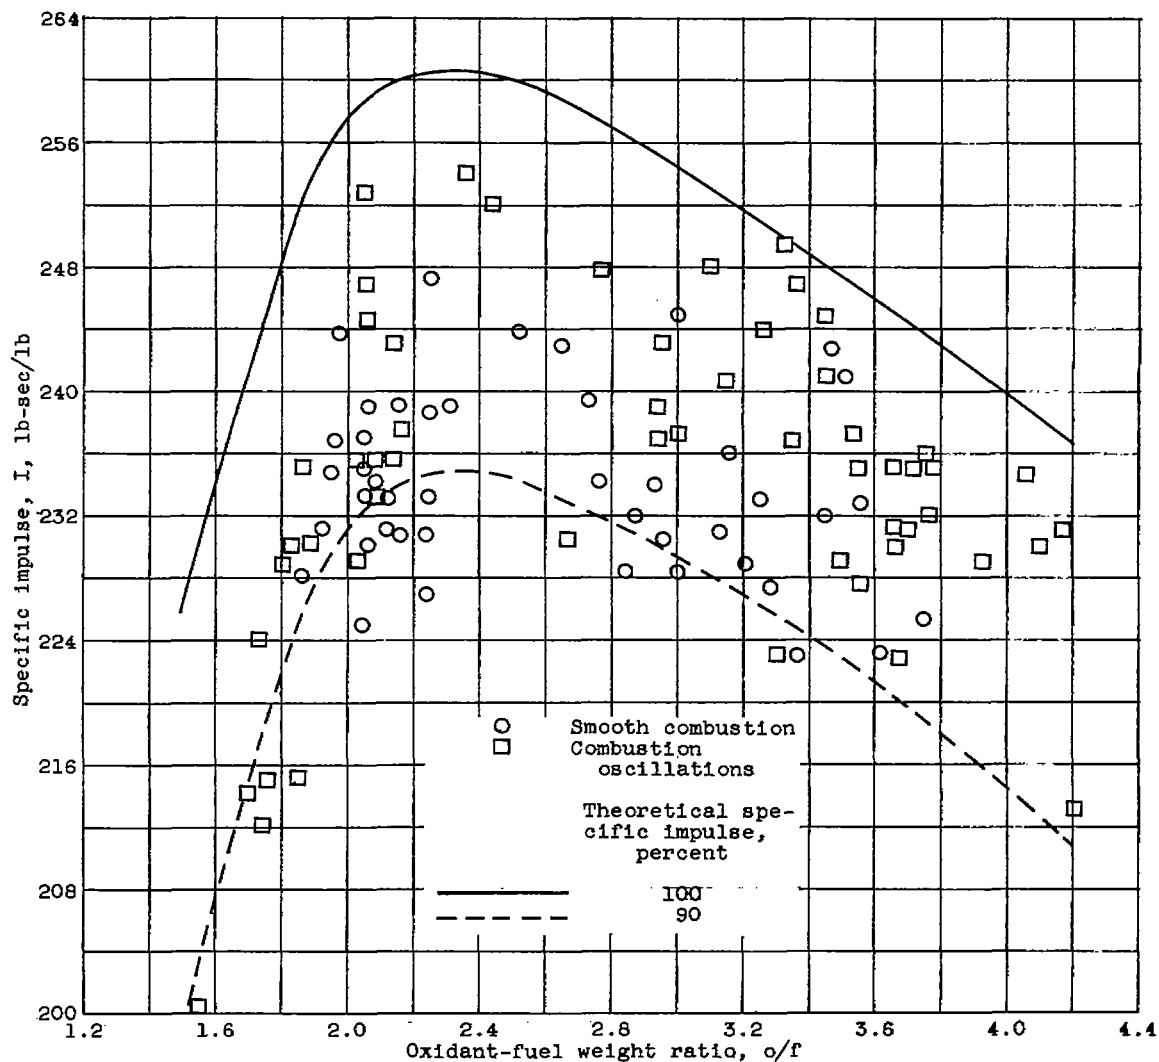 264
256
248
240
232
224
216
208
200
Specific impulse, I, lb-sec/lb
Smooth combustion
Combustion
oscillations
Theoretical spe-
cific impulse,
percent
100
90
1.2 1.6 2.0 2.4 2.8 3.2 3.6 4.0 4.4
Oxidant-fuel weight ratio, o/f